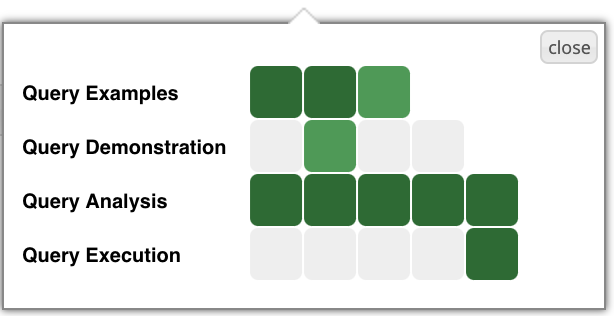 close
Query Examples
Query Demonstration
Query Analysis
Query Execution